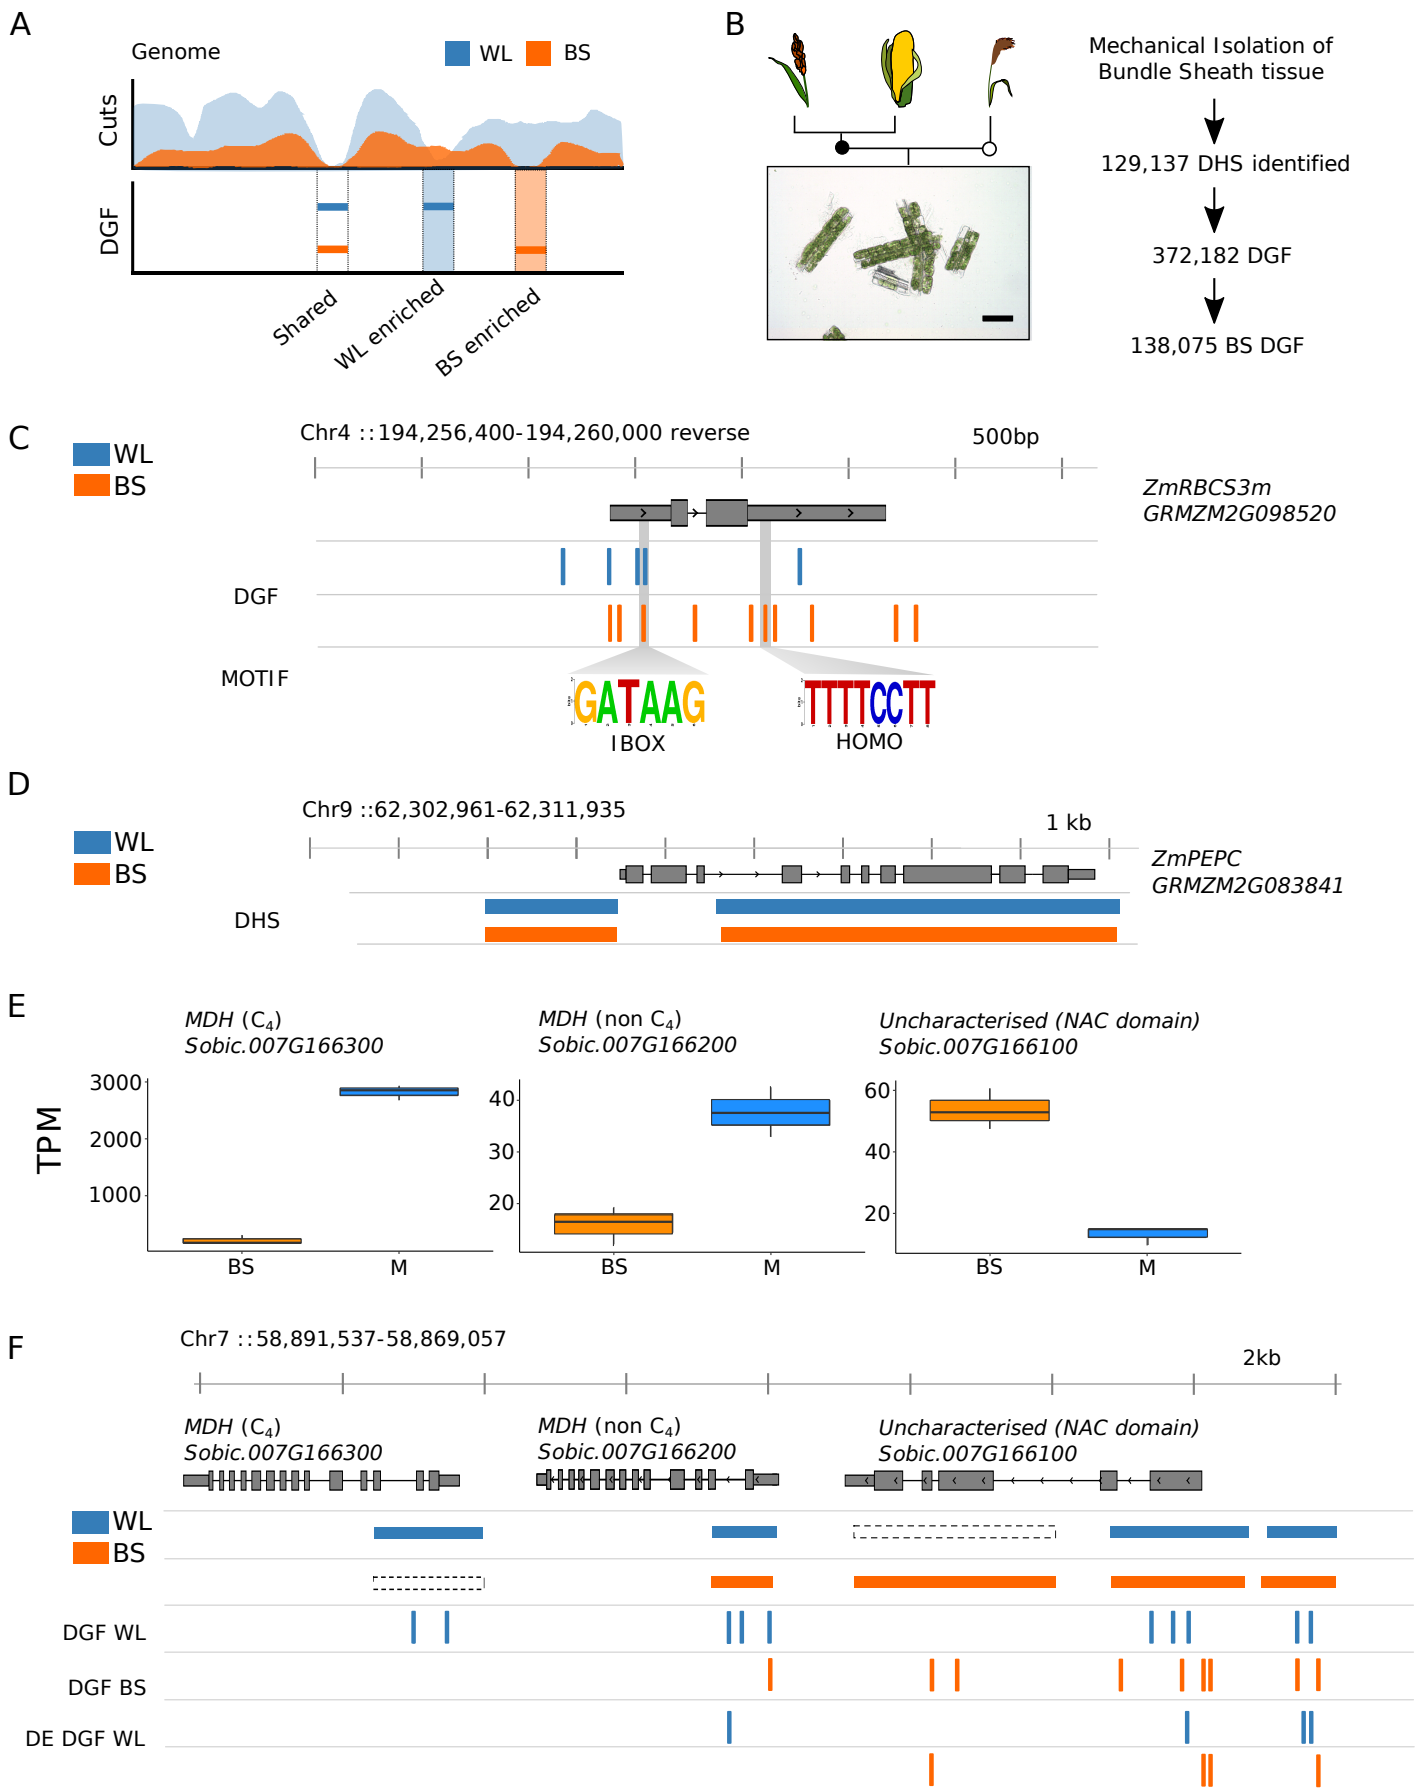 A
Genome
WL
BS
Cuts
DGF
Shared
WL enriched
BS enriched
B
Mechanical Isolation of
Bundle Sheath tissue
129,137 DHS identified
372,182 DGF
138,075 BS DGF
C
Chr4 ::194,256,400-194,260,000 reverse
500bp
WL
BS
ZmRBCS3m
GRMZM2G098520
DGF
MOTIF
GATAAG
TTTTCCTT
IBOX
HOMO
D
Chr9 ::62,302,961-62,311,935
1 kb
WL
BS
ZmPEPC
GRMZM2G083841
DHS
E
MDH (C4)
Sobic.007G166300
MDH (non C4)
Sobic.007G166200
Uncharacterised (NAC domain)
Sobic.007G166100
TPM
3000
2000
1000
BS
M
40
30
20
BS
M
60
40
20
BS
M
F
Chr7 ::58,891,537-58,869,057
2kb
MDH (C4)
Sobic.007G166300
MDH (non C4)
Sobic.007G166200
Uncharacterised (NAC domain)
Sobic.007G166100
WL
BS
DGF WL
DGF BS
DE DGF WL